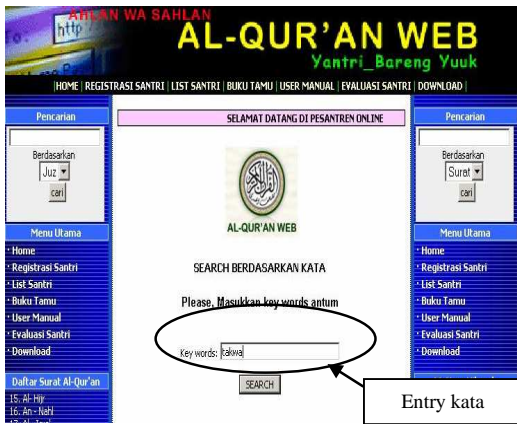 AHLAN WA SAHLAN
http
AL-QUR'AN WEB
Yantri_Bareng Yuuk
|HOME | REGISTRASI SANTRI | LIST SANTRI | BUKU TAMU | USER MANUAL | EVALUASI SANTRI | DOWNLOAD |
Pencarian
Berdasarkan
Juz
cari
Menu Utama
· Home
· Registrasi Santri
· List Santri
· Buku Tamu
· User Manual
· Evaluasi Santri
· Download
Daftar Surat Al-Qur'an
15. Al- Hijr
16. An - Nahl
SELAMAT DATANG DI PESANTREN ONLINE
AL-QUR'AN WEB
SEARCH BERDASARKAN KATA
Please, Masukkan key words antum
Key words: takwa
SEARCH
Pencarian
Berdasarkan
Surat
cari
Menu Utama
· Home
· Registrasi Santri
· List Santri
· Buku Tamu
· User Manual
· Evaluasi Santri
· Download
Entry kata